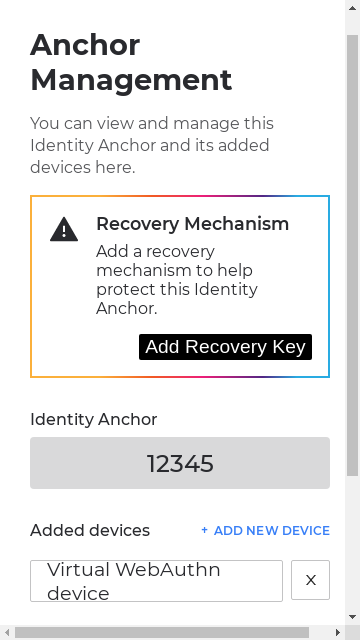 Anchor
Management
You can view and manage this
Identity Anchor and its added
devices here.
Recovery Mechanism
Add a recovery
mechanism to help
protect this Identity
Anchor.
Add Recovery Key
Identity Anchor
12345
Added devices
+ ADD NEW DEVICE
Virtual WebAuthn
device
X